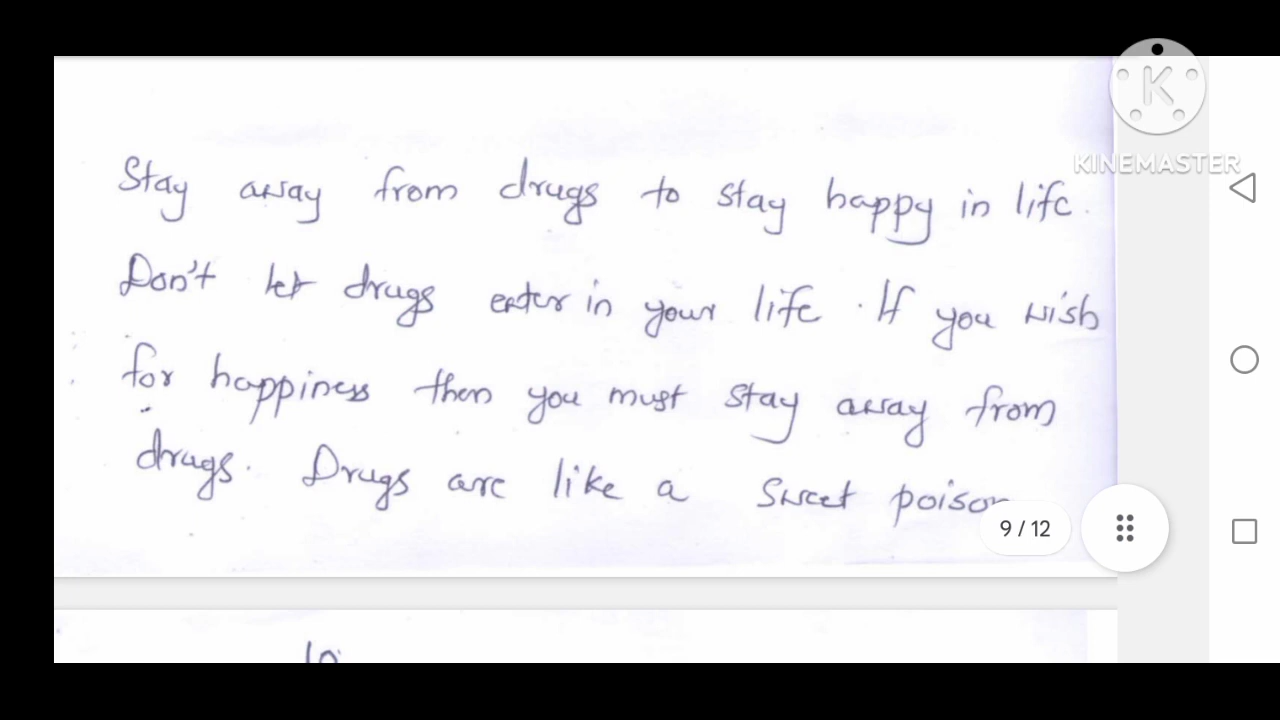 K
KINEMASTER
Stay away from drugs to stay happy in life.
Don't let drugs enter in your life. If you wish
for happiness then you must stay away from
drugs. Drugs are like a sweet poison
9 / 12